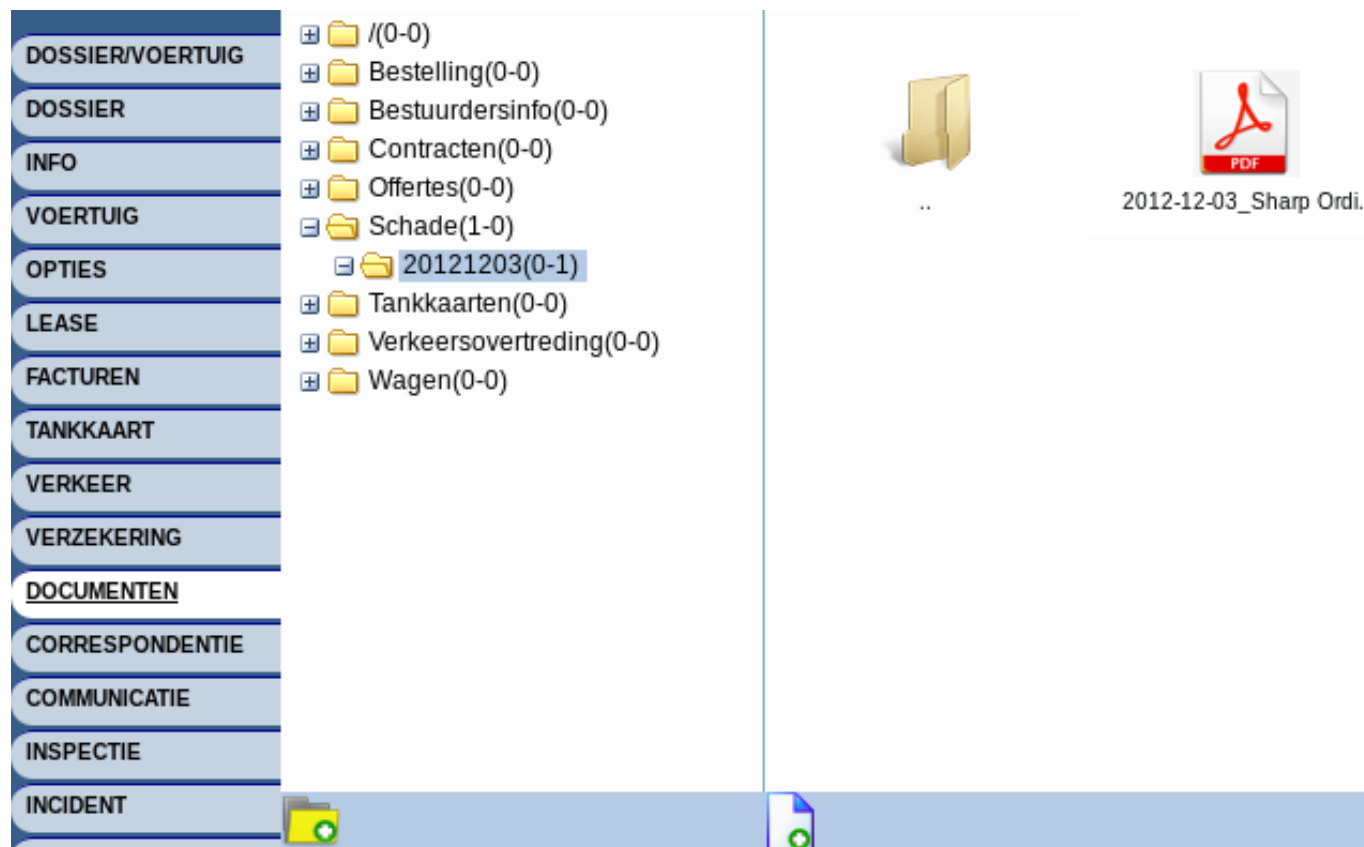 DOSSIER/VOERTUIG
DOSSIER
INFO
VOERTUIG
OPTIES
LEASE
FACTUREN
TANKKAART
VERKEER
VERZEKERING
DOCUMENTEN
CORRESPONDENTIE
COMMUNICATIE
INSPECTIE
INCIDENT
/(0-0)
Bestelling(0-0)
Bestuurdersinfo(0-0)
Contracten(0-0)
Offertes(0-0)
Schade(1-0)
20121203(0-1)
Tankkaarten(0-0)
Verkeersovertreding(0-0)
Wagen(0-0)
..
PDF
2012-12-03_Sharp Ordi.